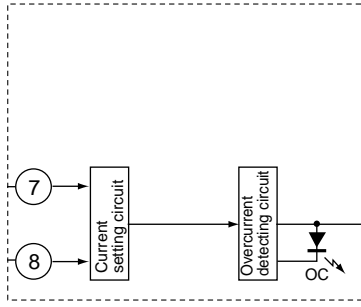 7
8
Current
setting circuit
Overcurrent
detecting circuit
OC